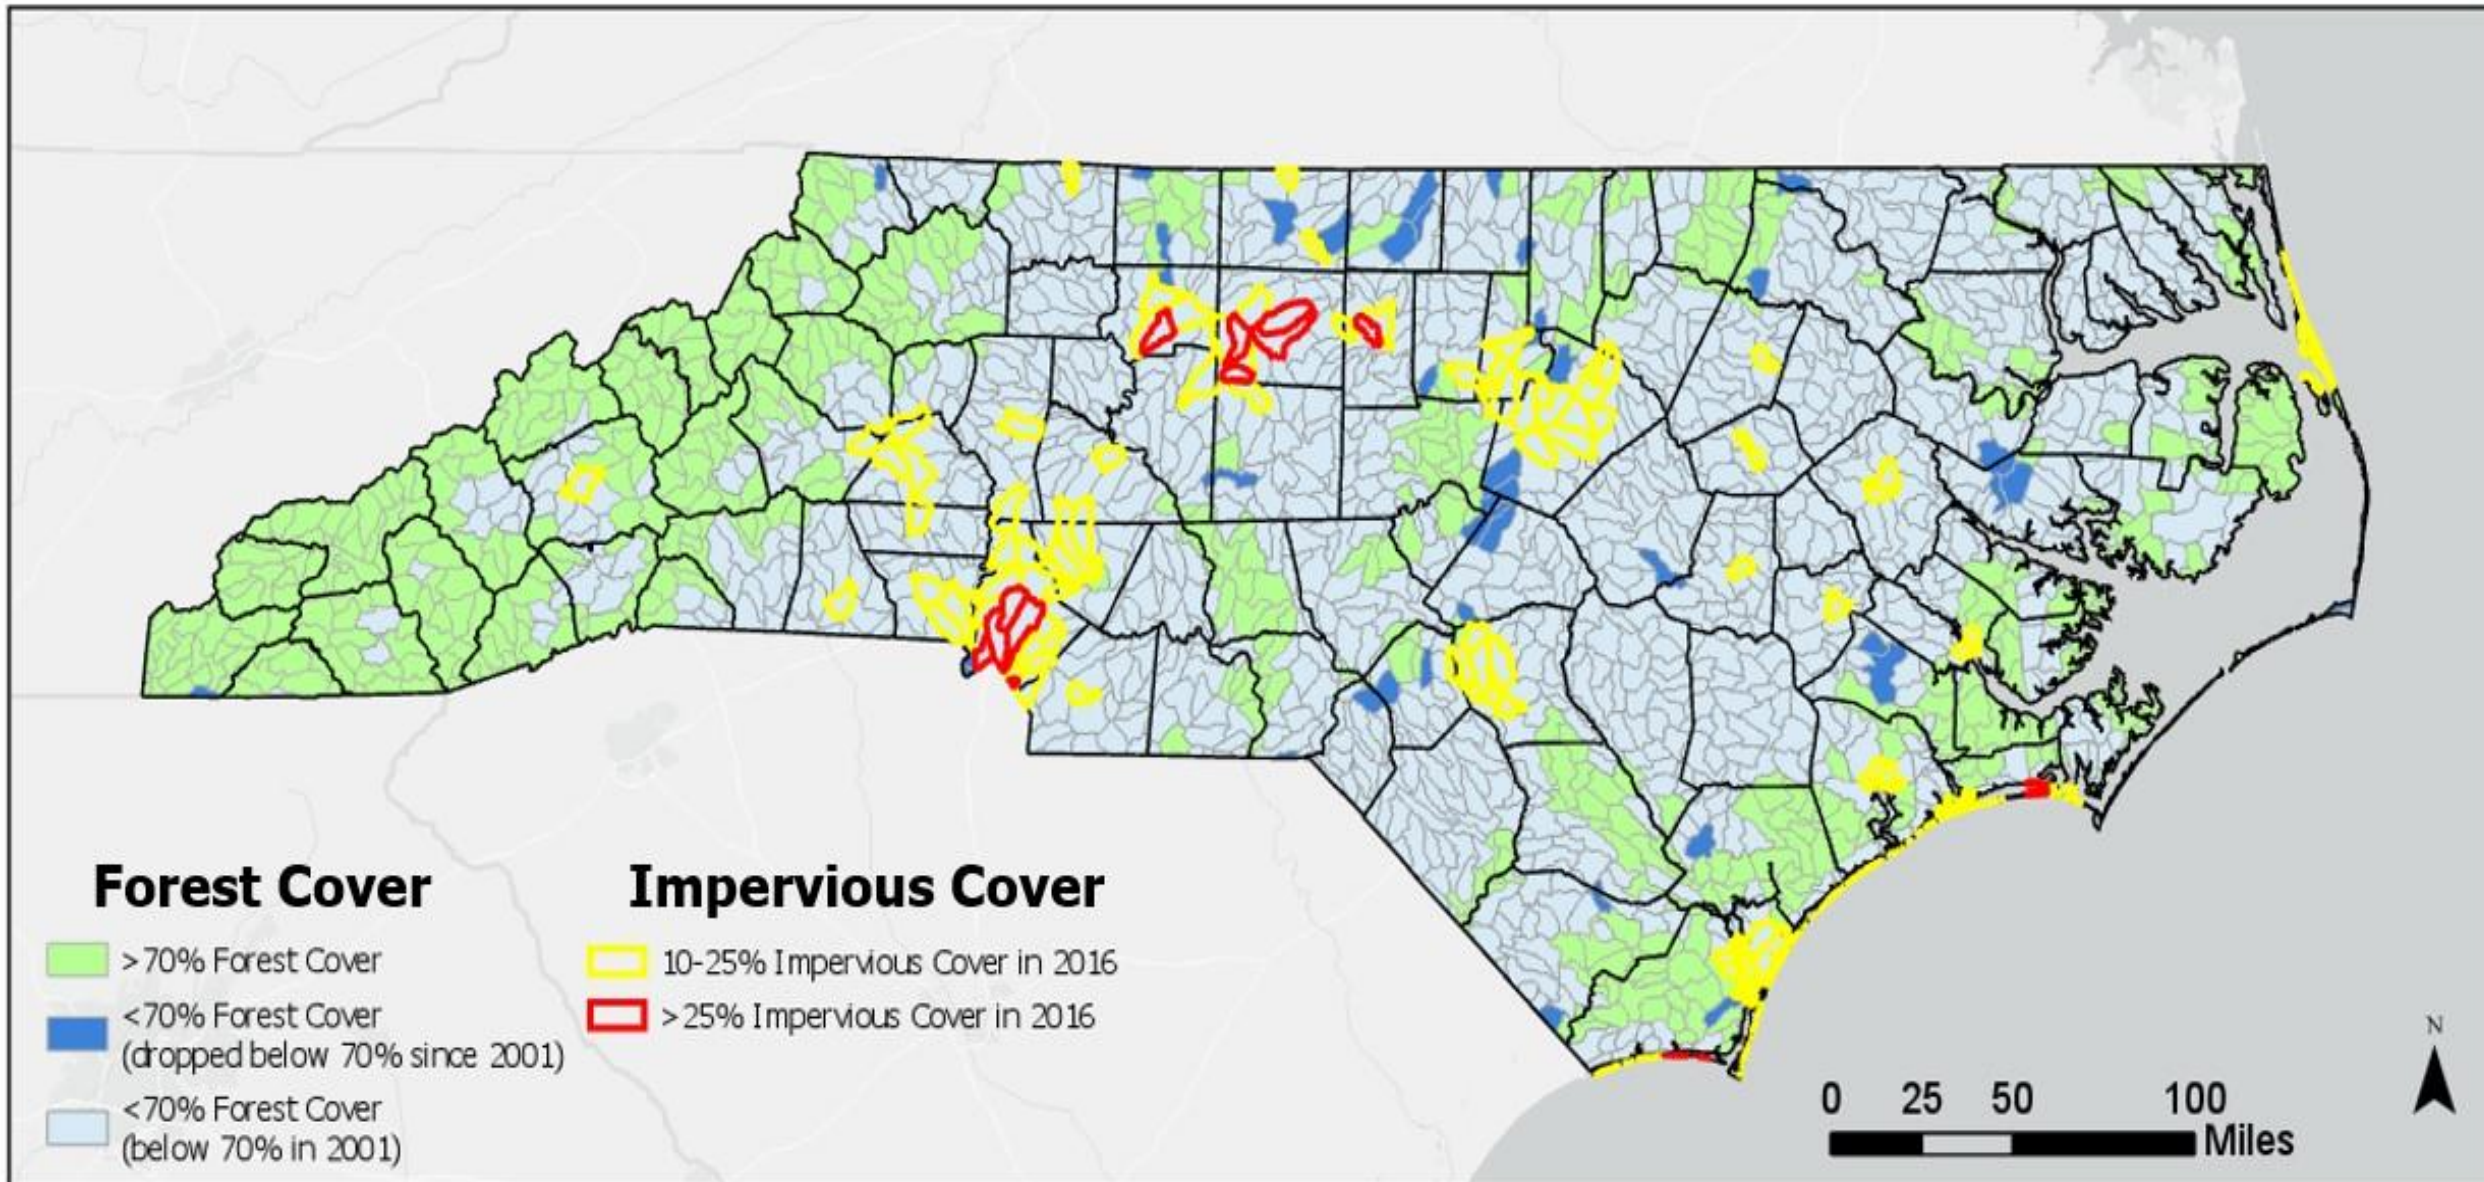 Forest Cover
>70% Forest Cover
<70% Forest Cover
(dropped below 70% since 2001)
<70% Forest Cover
(below 70% in 2001)
Impervious Cover
10-25% Impervious Cover in 2016
>25% Impervious Cover in 2016
N
0 25 50 100
Miles